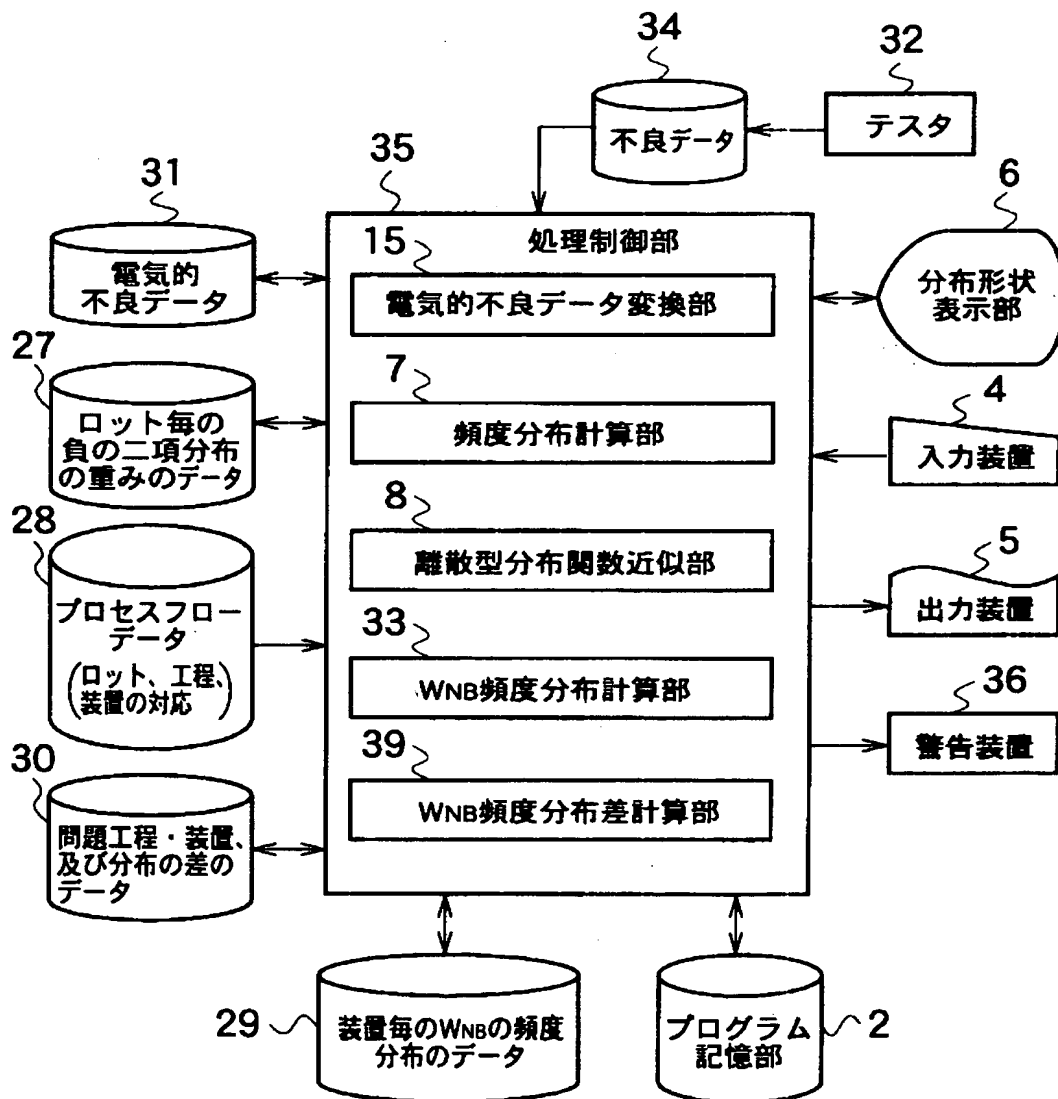 34
32
不良データ
テスタ
35
31
6
処理制御部
15
電気的
不良データ
電気的不良データ変換部
分布形状
表示部
27
7
4
ロット毎の
負の二項分布
の重みのデータ
頻度分布計算部
入力装置
28
8
5
離散型分布関数近似部
プロセスフロー
データ
(ロット、工程、
装置の対応)
出力装置
33
WNB頻度分布計算部
36
警告装置
30
39
問題工程・装置、
及び分布の差の
データ
WNB頻度分布差計算部
29
装置毎のWNBの頻度
分布のデータ
プログラム
記憶部
2